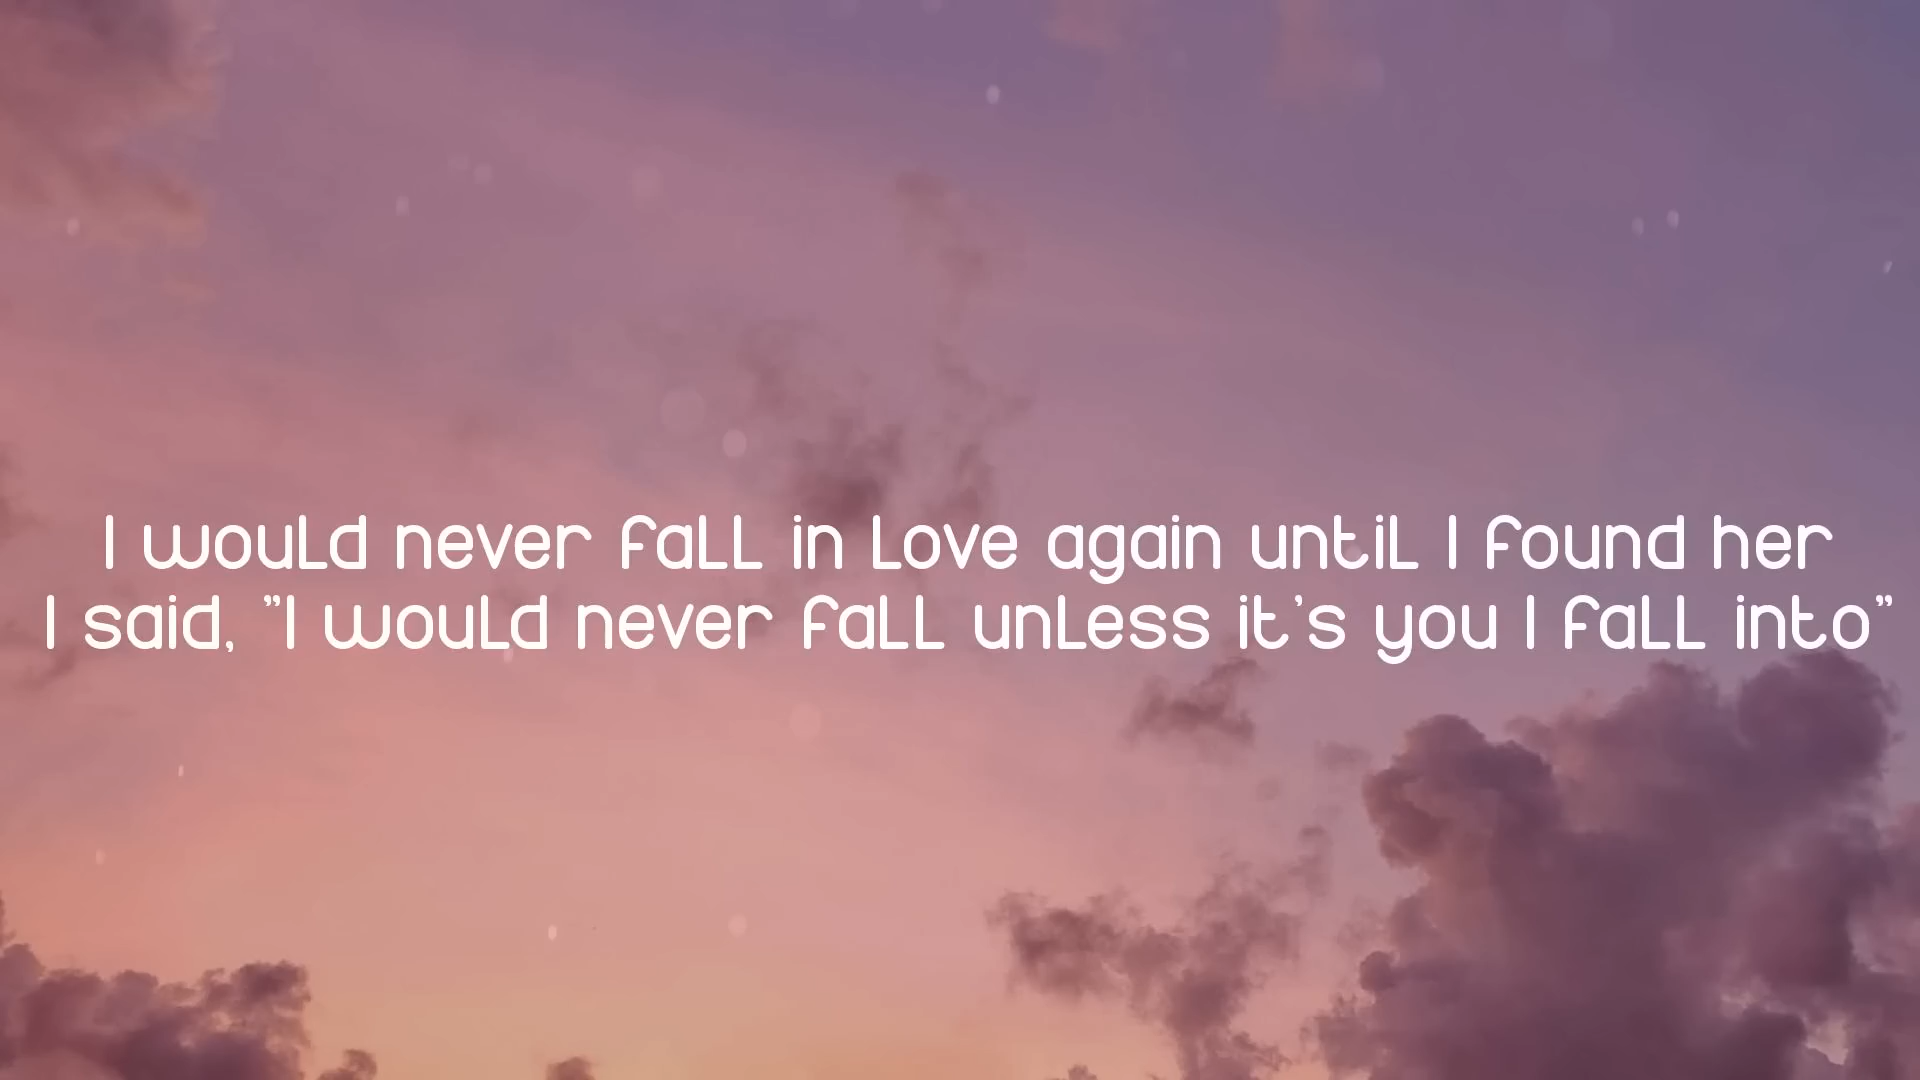 I would never fall in love again until I found her
I said, "I would never fall unless it's you I fall into"